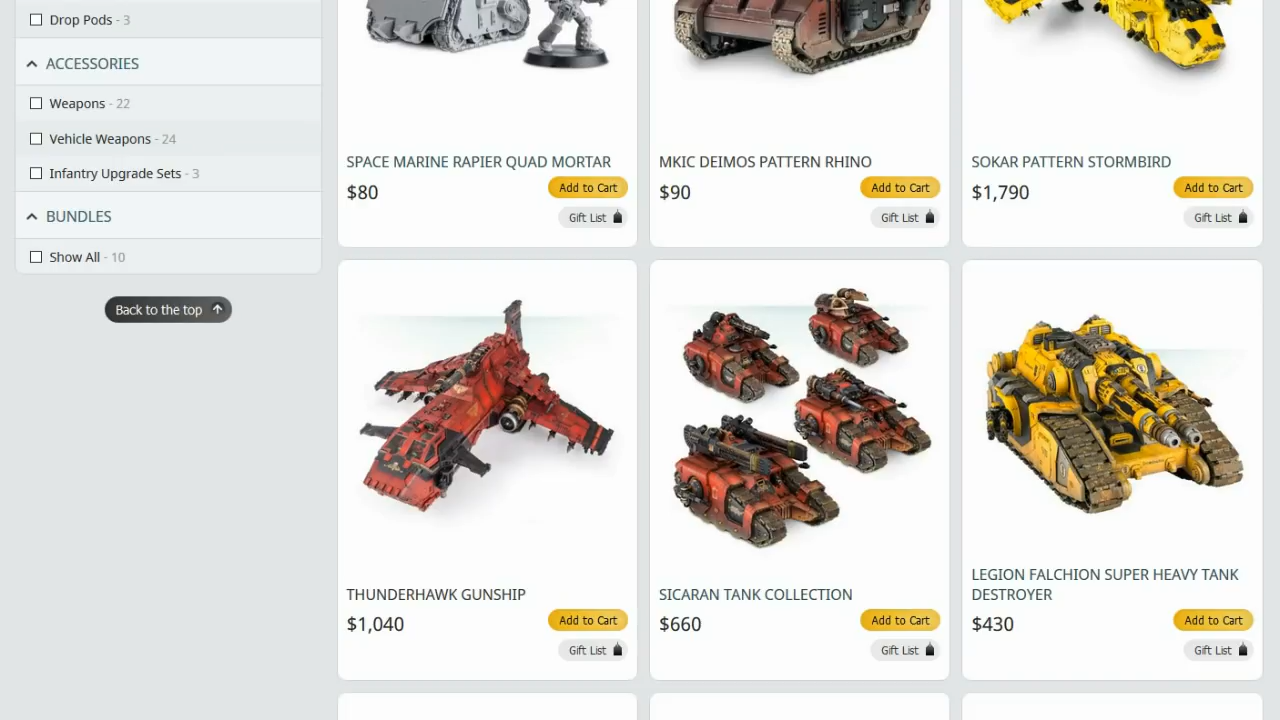 Drop Pods - 3
ACCESSORIES
Weapons - 22
Vehicle Weapons - 24
Infantry Upgrade Sets - 3
BUNDLES
Show All - 10
Back to the top
SPACE MARINE RAPIER QUAD MORTAR
$80
Add to Cart
Gift List
MKIC DEIMOS PATTERN RHINO
$90
Add to Cart
Gift List
SOKAR PATTERN STORMBIRD
$1,790
Add to Cart
Gift List
THUNDERHAWK GUNSHIP
$1,040
Add to Cart
Gift List
SICARAN TANK COLLECTION
$660
Add to Cart
Gift List
LEGION FALCHION SUPER HEAVY TANK
DESTROYER
$430
Add to Cart
Gift List